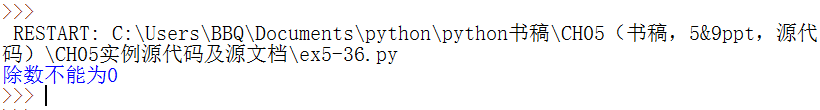 >>>
RESTART: C:\Users\BBQ\Documents\python\python书稿\CH05（书稿，5&9ppt，源代
码）\CH05实例源代码及源文档\ex5-36.py
除数不能为0
>>>